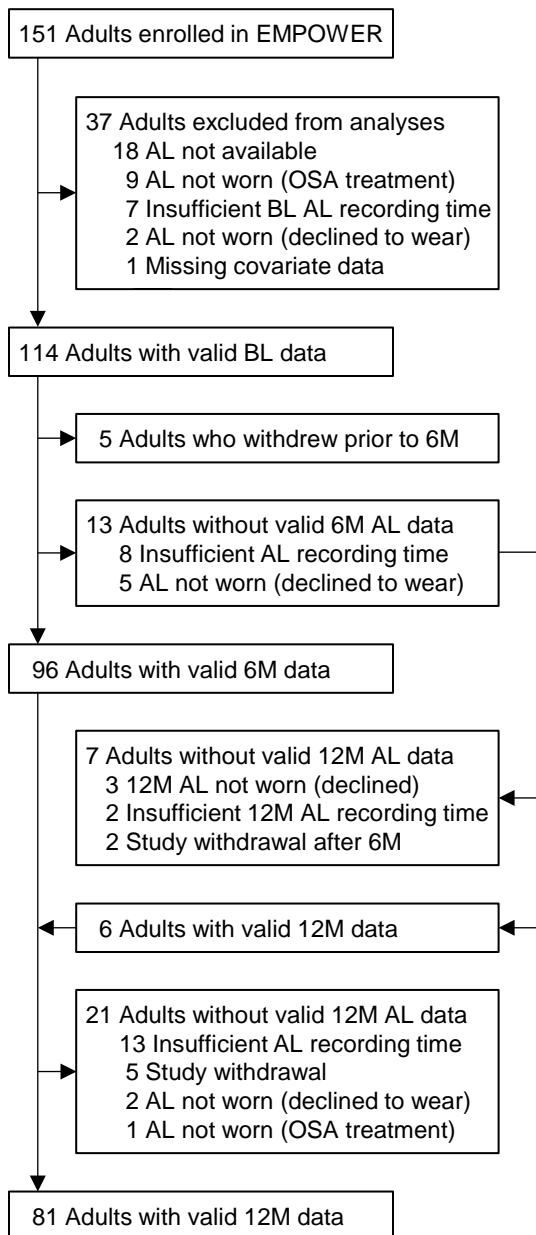 151 Adults enrolled in EMPOWER
37 Adults excluded from analyses
18 AL not available
9 AL not worn (OSA treatment)
7 Insufficient BL AL recording time
2 AL not worn (declined to wear)
1 Missing covariate data
114 Adults with valid BL data
5 Adults who withdrew prior to 6M
13 Adults without valid 6M AL data
8 Insufficient AL recording time
5 AL not worn (declined to wear)
96 Adults with valid 6M data
7 Adults without valid 12M AL data
3 12M AL not worn (declined)
2 Insufficient 12M AL recording time
2 Study withdrawal after 6M
6 Adults with valid 12M data
21 Adults without valid 12M AL data
13 Insufficient AL recording time
5 Study withdrawal
2 AL not worn (declined to wear)
1 AL not worn (OSA treatment)
81 Adults with valid 12M data